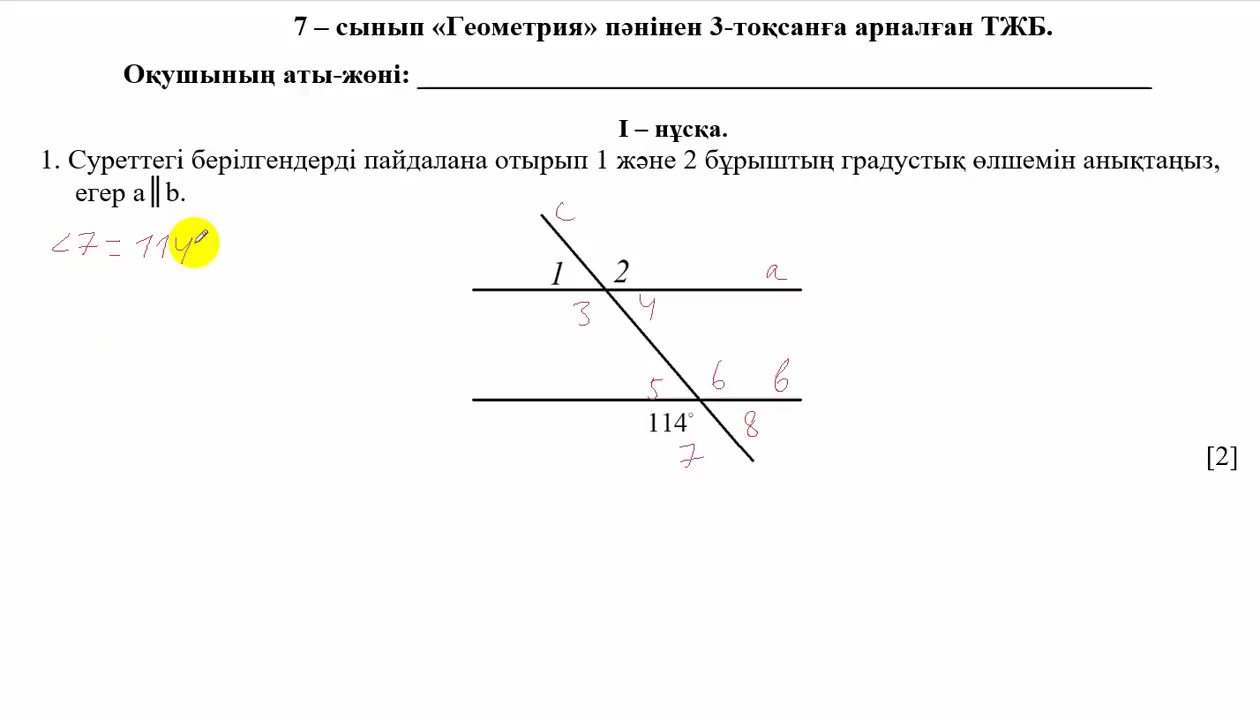 7 – сынып «Геометрия» пәнінен 3-тоқсанға арналған ТЖБ.
Оқушының аты-жөні:
I – нұсқа.
1. Суреттегі берілгендерді пайдалана отырып 1 және 2 бұрыштың градустық өлшемін анықтаңыз,
егер a∥b.
<7 = 114°
c
1 2 a
3 4
5 6 b
114° 8
7
[2]